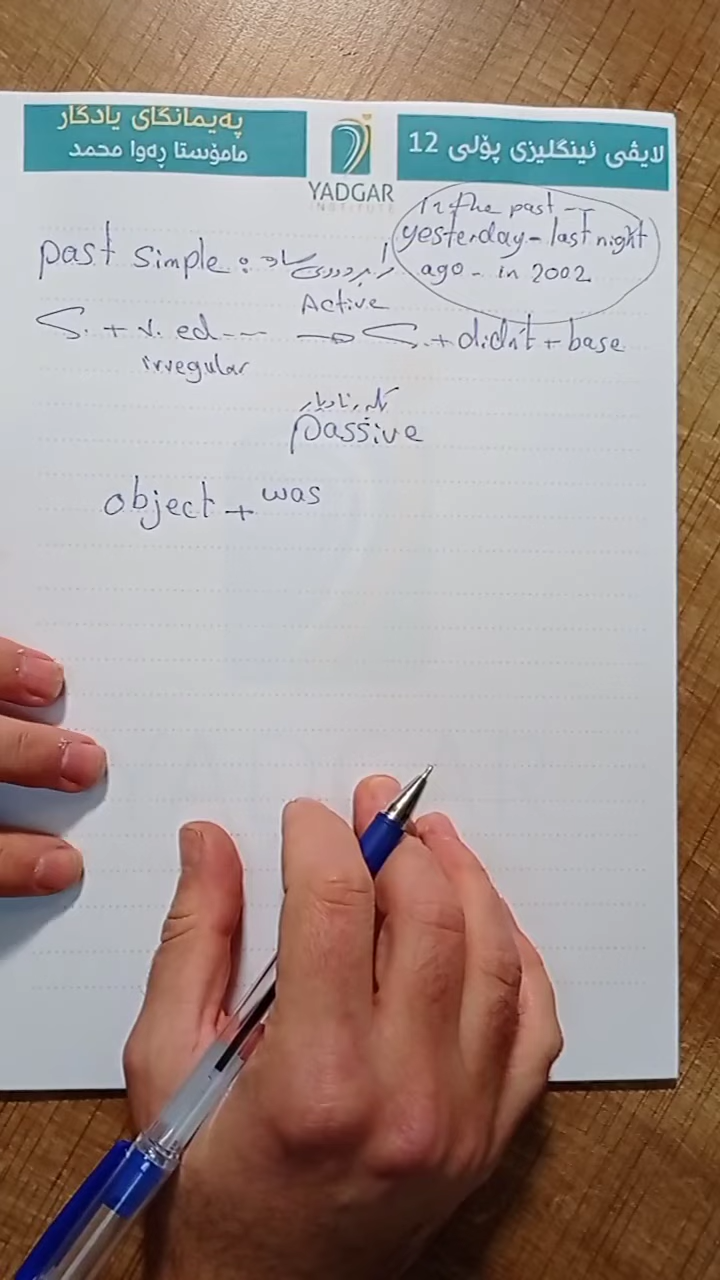 پەیمانگای یادگار
مامۆستا ڕەوا محمد
YADGAR
INSTITUTE
لایڤی ئینگلیزی پۆلی 12
In the past --
yesterday - last night
ago - in 2002
past simple :
Active
S. + v. ed --- → S. + didn't + base
irregular
passive
object + was